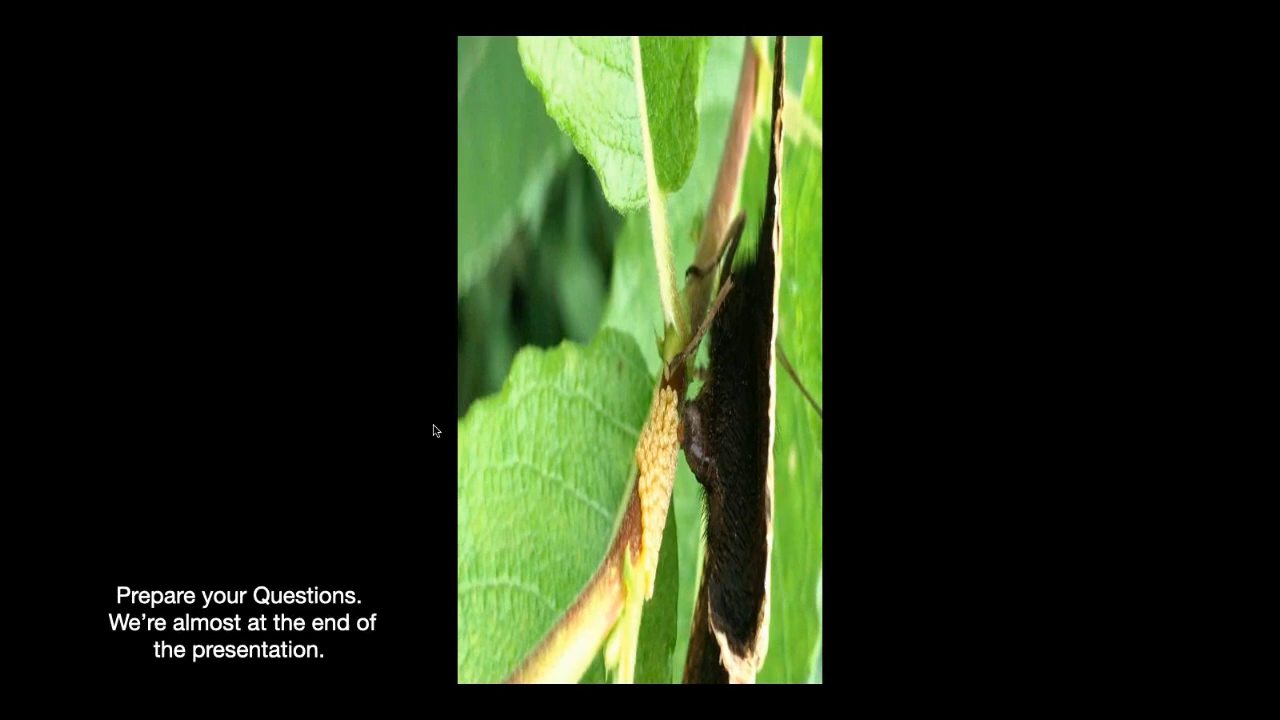 Prepare your Questions.
We’re almost at the end of
the presentation.